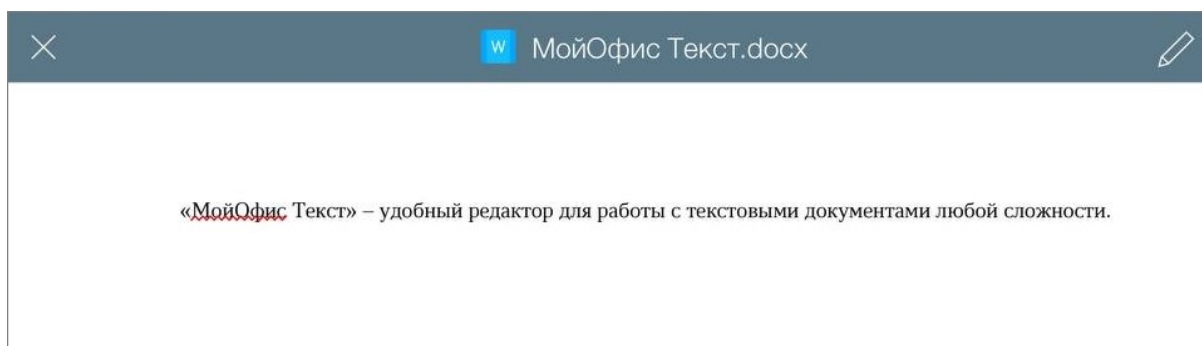 W МойОфис Текст.docx
«МойОфис Текст» – удобный редактор для работы с текстовыми документами любой сложности.